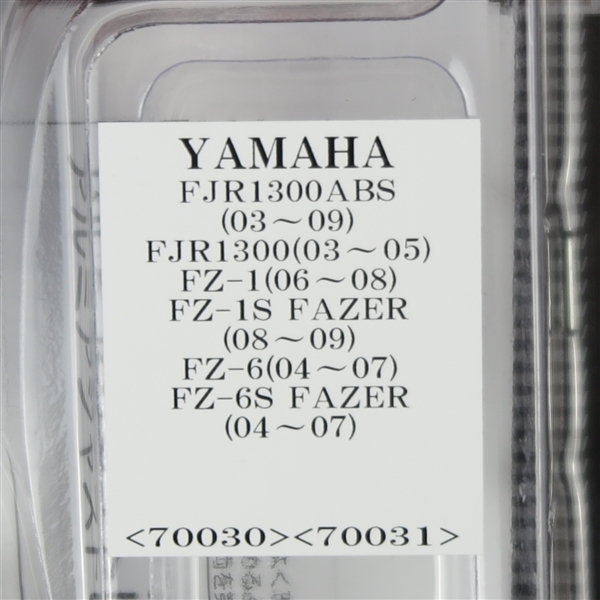 YAMAHA
FJR1300ABS
(03～09)
FJR1300(03～05)
FZ-1(06～08)
FZ-1S FAZER
(08～09)
FZ-6(04～07)
FZ-6S FAZER
(04～07)
<70030><70031>